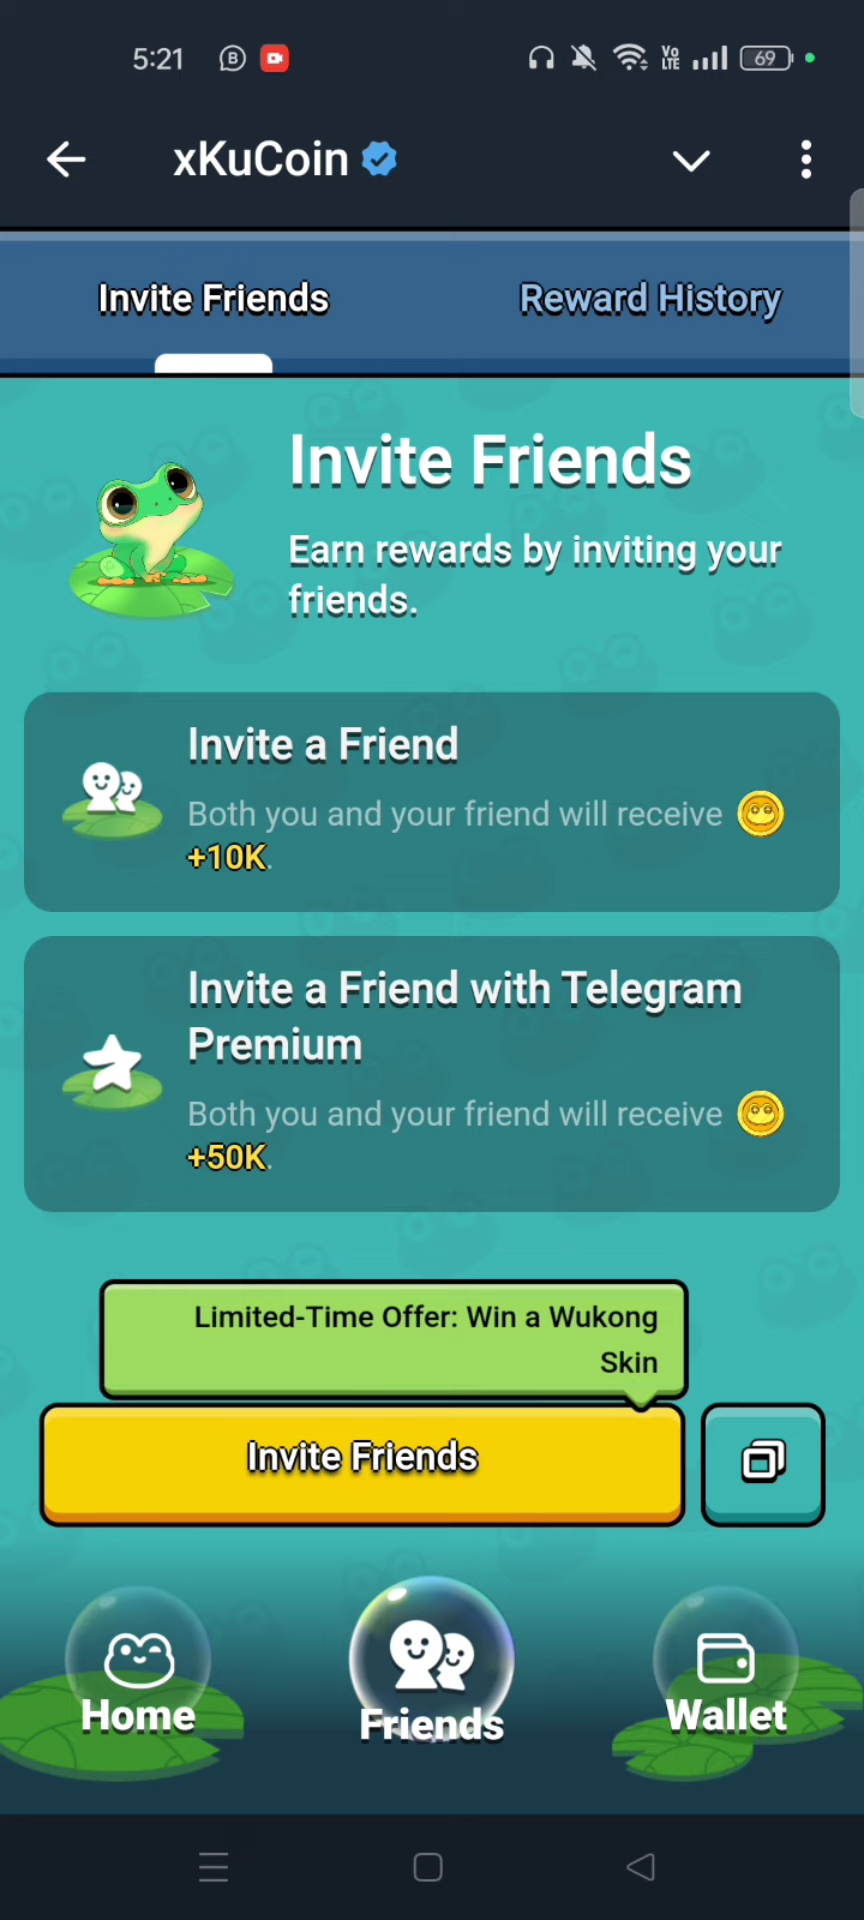 5:21
Vo
LTE
69
xKuCoin
Invite Friends
Reward History
Invite Friends
Earn rewards by inviting your
friends.
Invite a Friend
Both you and your friend will receive
+10K.
Invite a Friend with Telegram
Premium
Both you and your friend will receive
+50K.
Limited-Time Offer: Win a Wukong
Skin
Invite Friends
Home
Friends
Wallet